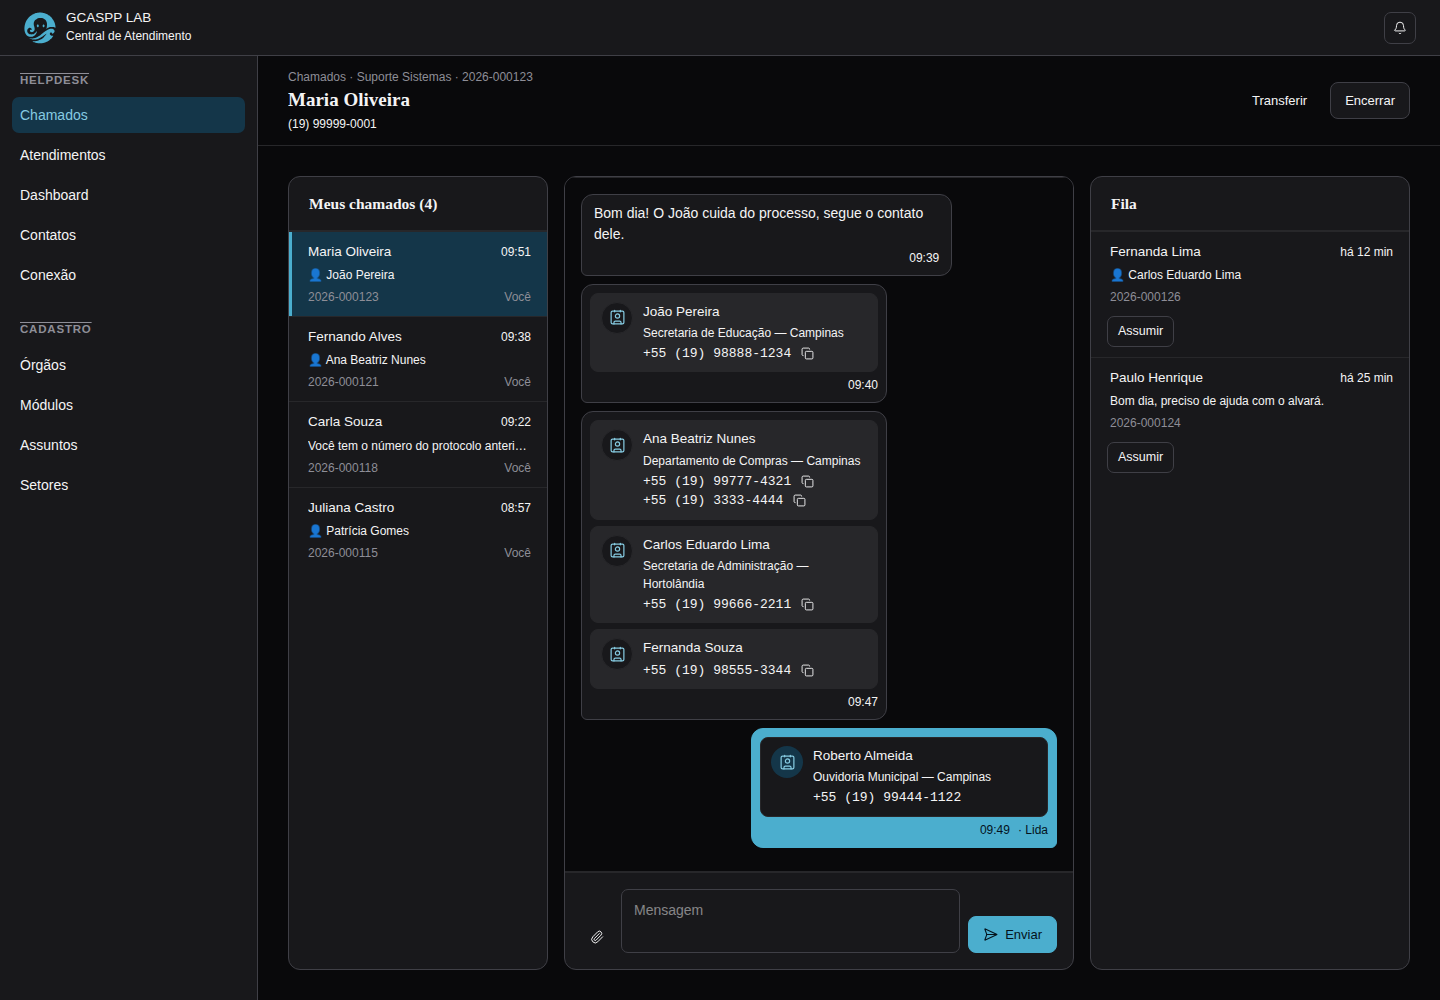 GCASPP LAB
Central de Atendimento
HELPDESK
Chamados
Atendimentos
Dashboard
Contatos
Conexão
CADASTRO
Órgãos
Módulos
Assuntos
Setores
Chamados · Suporte Sistemas · 2026-000123
Maria Oliveira
(19) 99999-0001
Transferir
Encerrar
Meus chamados (4)
Maria Oliveira 09:51
👤 João Pereira
2026-000123 Você
Fernando Alves 09:38
👤 Ana Beatriz Nunes
2026-000121 Você
Carla Souza 09:22
Você tem o número do protocolo anteri…
2026-000118 Você
Juliana Castro 08:57
👤 Patrícia Gomes
2026-000115 Você
Bom dia! O João cuida do processo, segue o contato
dele.
09:39
João Pereira
Secretaria de Educação — Campinas
+55 (19) 98888-1234
09:40
Ana Beatriz Nunes
Departamento de Compras — Campinas
+55 (19) 99777-4321
+55 (19) 3333-4444
Carlos Eduardo Lima
Secretaria de Administração —
Hortolândia
+55 (19) 99666-2211
Fernanda Souza
+55 (19) 98555-3344
09:47
Roberto Almeida
Ouvidoria Municipal — Campinas
+55 (19) 99444-1122
09:49 · Lida
Mensagem
Enviar
Fila
Fernanda Lima há 12 min
👤 Carlos Eduardo Lima
2026-000126
Assumir
Paulo Henrique há 25 min
Bom dia, preciso de ajuda com o alvará.
2026-000124
Assumir